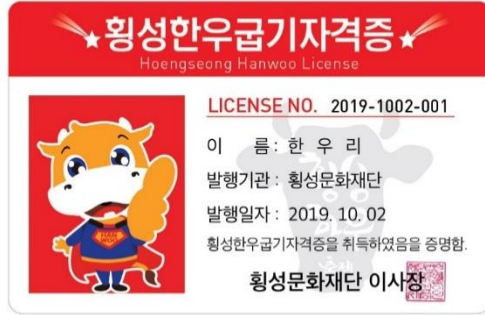 횡성한우굽기자격증
Hoengseong Hanwoo License
LICENSE NO. 2019-1002-001
이 름 : 한 우 리
발행기관 : 횡성문화재단
발행일자 : 2019. 10. 02
횡성한우굽기자격증을 취득하였음을 증명함.
횡성문화재단 이사장